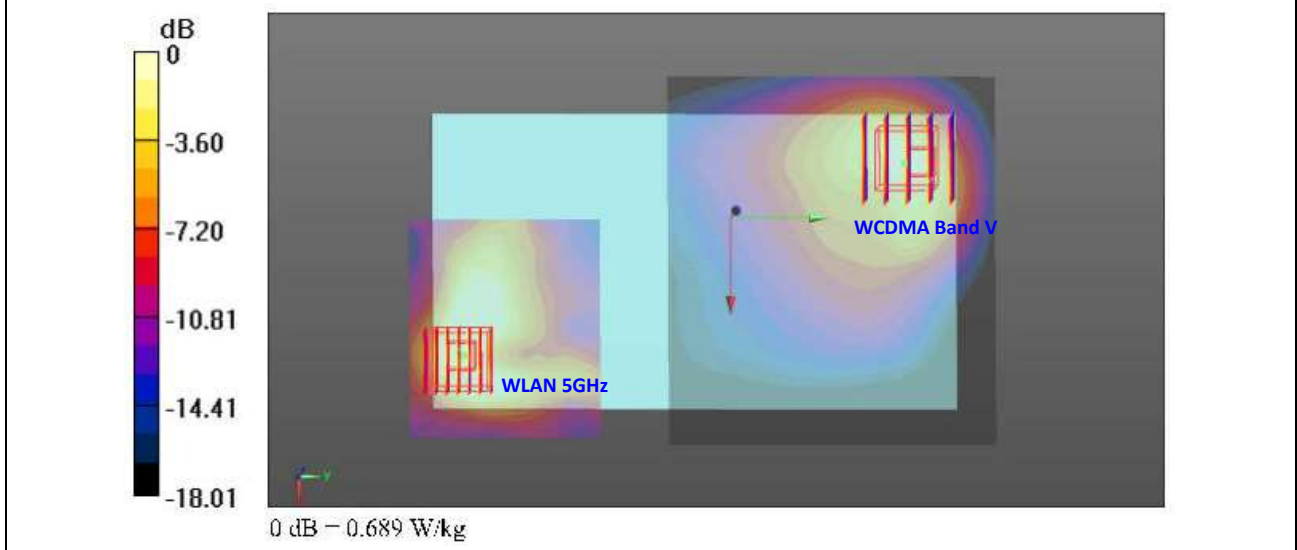 dB
0
-3.60
-7.20
-10.81
-14.41
-18.01
WCDMA Band V
WLAN 5GHz
y
0 dB = 0.689 W/kg